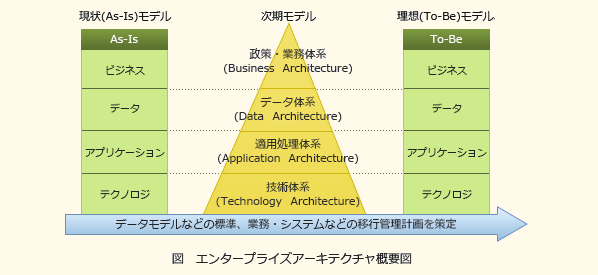 現状(As-Is)モデル 次期モデル 理想(To-Be)モデル
As-Is To-Be
政策・業務体系
ビジネス (Business Architecture) ビジネス
データ体系
データ (Data Architecture) データ
適用処理体系
アプリケーション (Application Architecture) アプリケーション
技術体系
テクノロジ (Technology Architecture) テクノロジ
データモデルなどの標準、業務・システムなどの移行管理計画を策定
図 エンタープライズアーキテクチャ概要図